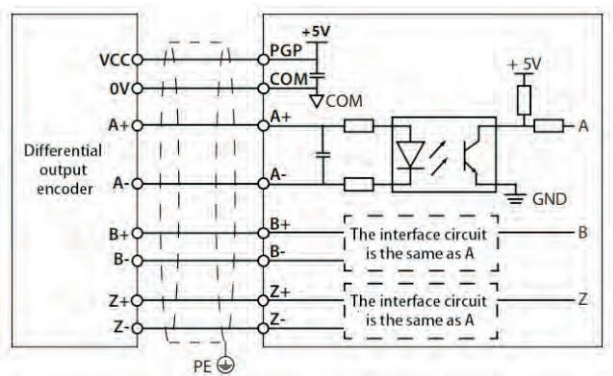 +5V
VCC
PGP
+ 5V
0V
COM
COM
A+
A+
A
Differential
output
encoder
A-
A-
GND
B+
B+
The interface circuit
is the same as A
B
B-
B-
Z+
Z+
The interface circuit
is the same as A
Z
Z-
Z-
PE